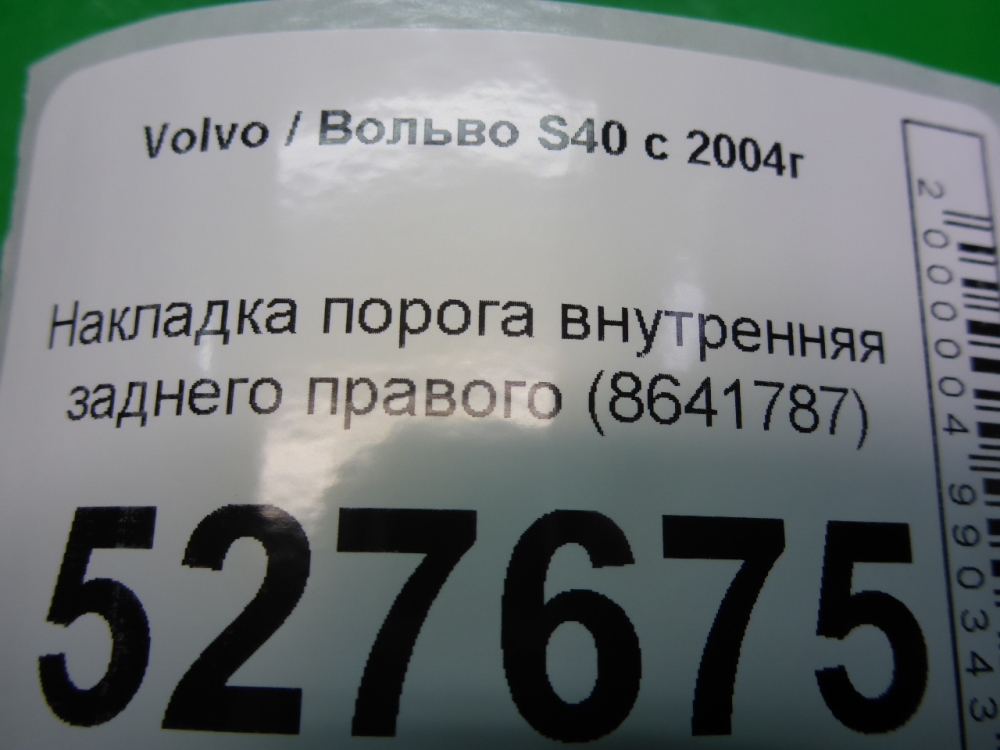 Volvo / Вольво S40 с 2004г
Накладка порога внутренняя
заднего правого (8641787)
527675
2000004990343